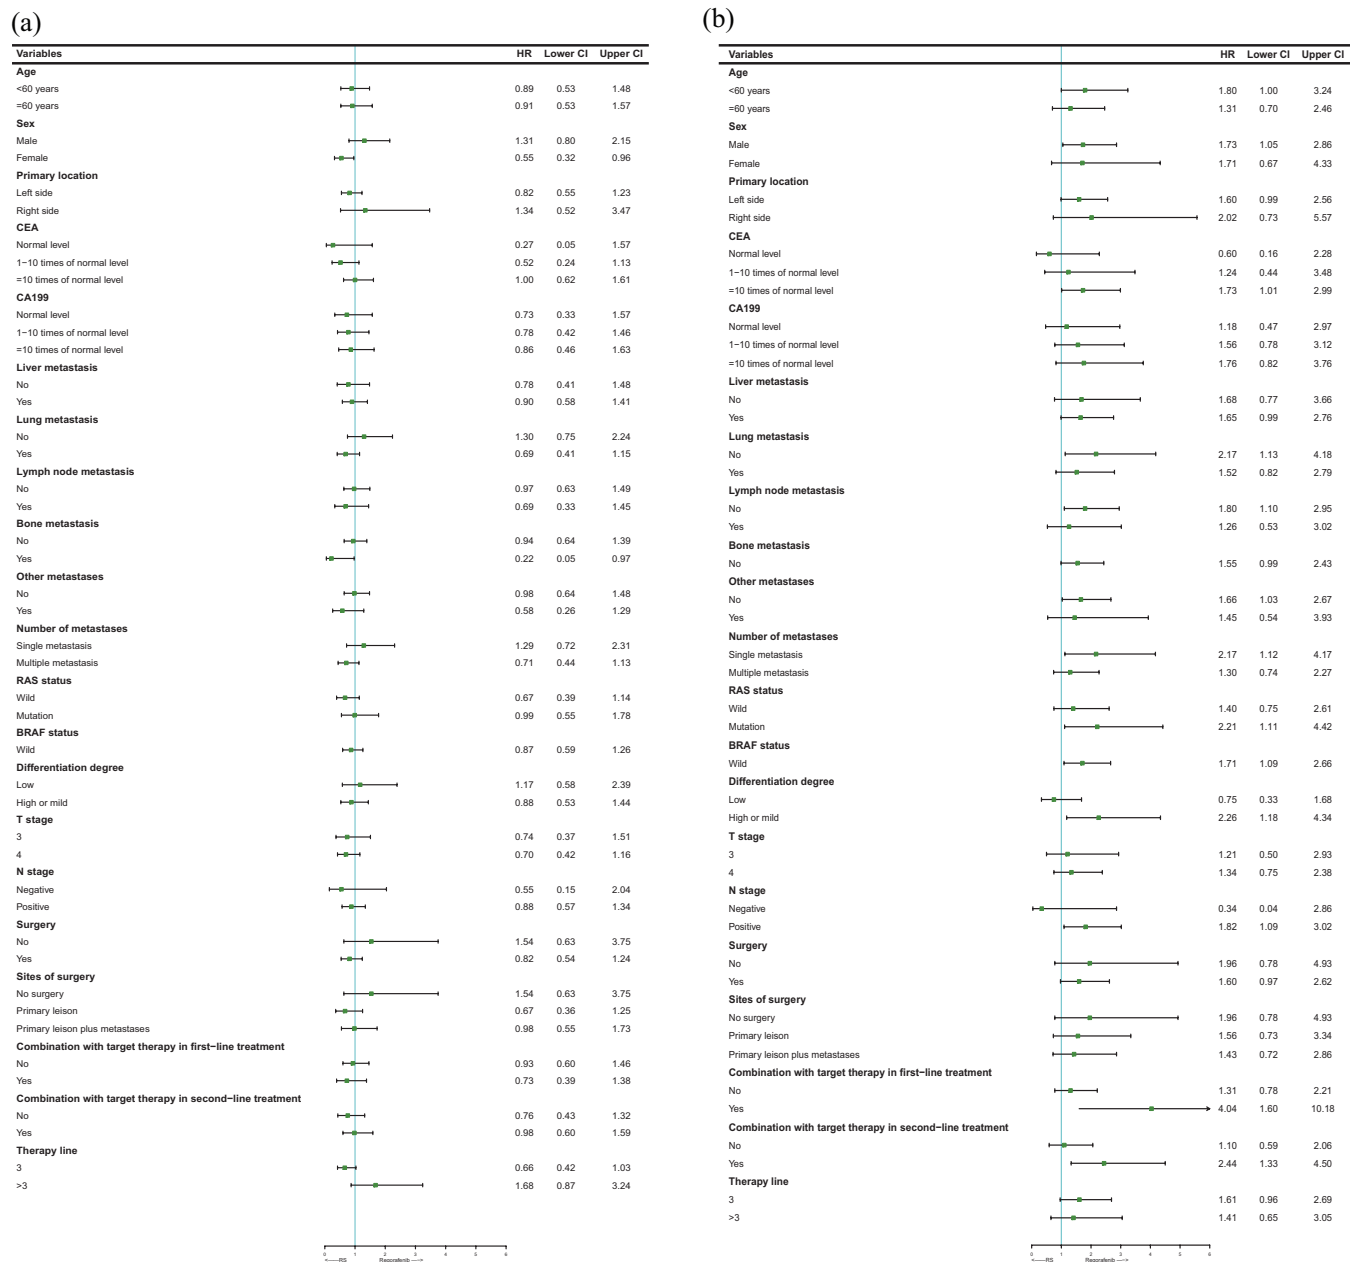 (a)
Variables HR Lower CI Upper CI
Age
<60 years 0.89 0.53 1.48
=60 years 0.91 0.53 1.57
Sex
Male 1.31 0.80 2.15
Female 0.55 0.32 0.96
Primary location
Left side 0.82 0.55 1.23
Right side 1.34 0.52 3.47
CEA
Normal level 0.27 0.05 1.57
1−10 times of normal level 0.52 0.24 1.13
=10 times of normal level 1.00 0.62 1.61
CA199
Normal level 0.73 0.33 1.57
1−10 times of normal level 0.78 0.42 1.46
=10 times of normal level 0.86 0.46 1.63
Liver metastasis
No 0.78 0.41 1.48
Yes 0.90 0.58 1.41
Lung metastasis
No 1.30 0.75 2.24
Yes 0.69 0.41 1.15
Lymph node metastasis
No 0.97 0.63 1.49
Yes 0.69 0.33 1.45
Bone metastasis
No 0.94 0.64 1.39
Yes 0.22 0.05 0.97
Other metastases
No 0.98 0.64 1.48
Yes 0.58 0.26 1.29
Number of metastases
Single metastasis 1.29 0.72 2.31
Multiple metastasis 0.71 0.44 1.13
RAS status
Wild 0.67 0.39 1.14
Mutation 0.99 0.55 1.78
BRAF status
Wild 0.87 0.59 1.26
Differentiation degree
Low 1.17 0.58 2.39
High or mild 0.88 0.53 1.44
T stage
3 0.74 0.37 1.51
4 0.70 0.42 1.16
N stage
Negative 0.55 0.15 2.04
Positive 0.88 0.57 1.34
Surgery
No 1.54 0.63 3.75
Yes 0.82 0.54 1.24
Sites of surgery
No surgery 1.54 0.63 3.75
Primary leison 0.67 0.36 1.25
Primary leison plus metastases 0.98 0.55 1.73
Combination with target therapy in first−line treatment
No 0.93 0.60 1.46
Yes 0.73 0.39 1.38
Combination with target therapy in second−line treatment
No 0.76 0.43 1.32
Yes 0.98 0.60 1.59
Therapy line
3 0.66 0.42 1.03
>3 1.68 0.87 3.24
0 1 2 3 4 5 6
<-----RS Regorafenib ---->
(b)
Variables HR Lower CI Upper CI
Age
<60 years 1.80 1.00 3.24
=60 years 1.31 0.70 2.46
Sex
Male 1.73 1.05 2.86
Female 1.71 0.67 4.33
Primary location
Left side 1.60 0.99 2.56
Right side 2.02 0.73 5.57
CEA
Normal level 0.60 0.16 2.28
1−10 times of normal level 1.24 0.44 3.48
=10 times of normal level 1.73 1.01 2.99
CA199
Normal level 1.18 0.47 2.97
1−10 times of normal level 1.56 0.78 3.12
=10 times of normal level 1.76 0.82 3.76
Liver metastasis
No 1.68 0.77 3.66
Yes 1.65 0.99 2.76
Lung metastasis
No 2.17 1.13 4.18
Yes 1.52 0.82 2.79
Lymph node metastasis
No 1.80 1.10 2.95
Yes 1.26 0.53 3.02
Bone metastasis
No 1.55 0.99 2.43
Other metastases
No 1.66 1.03 2.67
Yes 1.45 0.54 3.93
Number of metastases
Single metastasis 2.17 1.12 4.17
Multiple metastasis 1.30 0.74 2.27
RAS status
Wild 1.40 0.75 2.61
Mutation 2.21 1.11 4.42
BRAF status
Wild 1.71 1.09 2.66
Differentiation degree
Low 0.75 0.33 1.68
High or mild 2.26 1.18 4.34
T stage
3 1.21 0.50 2.93
4 1.34 0.75 2.38
N stage
Negative 0.34 0.04 2.86
Positive 1.82 1.09 3.02
Surgery
No 1.96 0.78 4.93
Yes 1.60 0.97 2.62
Sites of surgery
No surgery 1.96 0.78 4.93
Primary leison 1.56 0.73 3.34
Primary leison plus metastases 1.43 0.72 2.86
Combination with target therapy in first−line treatment
No 1.31 0.78 2.21
Yes 4.04 1.60 10.18
Combination with target therapy in second−line treatment
No 1.10 0.59 2.06
Yes 2.44 1.33 4.50
Therapy line
3 1.61 0.96 2.69
>3 1.41 0.65 3.05
0 1 2 3 4 5 6
<-----RS Regorafenib ---->